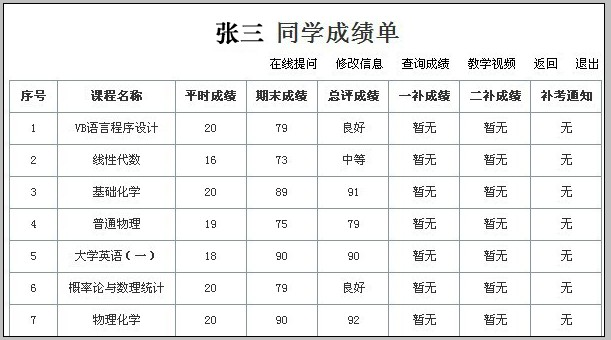 张三 同学成绩单
在线提问 修改信息 查询成绩 教学视频 返回 退出
序号 课程名称 平时成绩 期末成绩 总评成绩 一补成绩 二补成绩 补考通知
1 VB语言程序设计 20 79 良好 暂无 暂无 无
2 线性代数 16 73 中等 暂无 暂无 无
3 基础化学 20 89 91 暂无 暂无 无
4 普通物理 19 75 79 暂无 暂无 无
5 大学英语(一) 18 90 90 暂无 暂无 无
6 概率论与数理统计 20 79 良好 暂无 暂无 无
7 物理化学 20 90 92 暂无 暂无 无